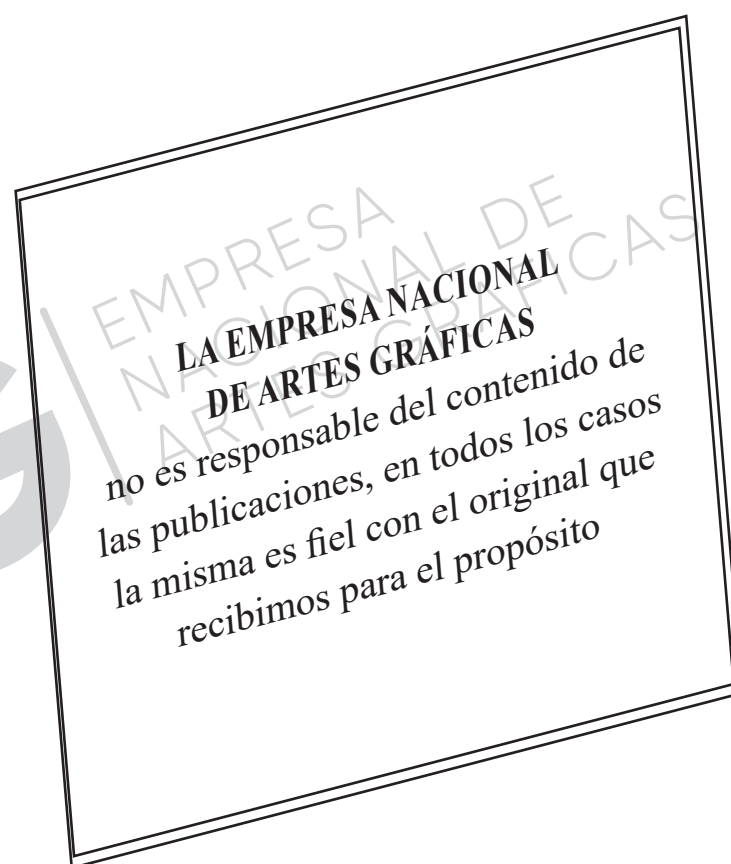 EMPRESA
NACIONAL DE
ARTES GRÁFICAS
LA EMPRESA NACIONAL
DE ARTES GRÁFICAS
no es responsable del contenido de
las publicaciones, en todos los casos
la misma es fiel con el original que
recibimos para el propósito